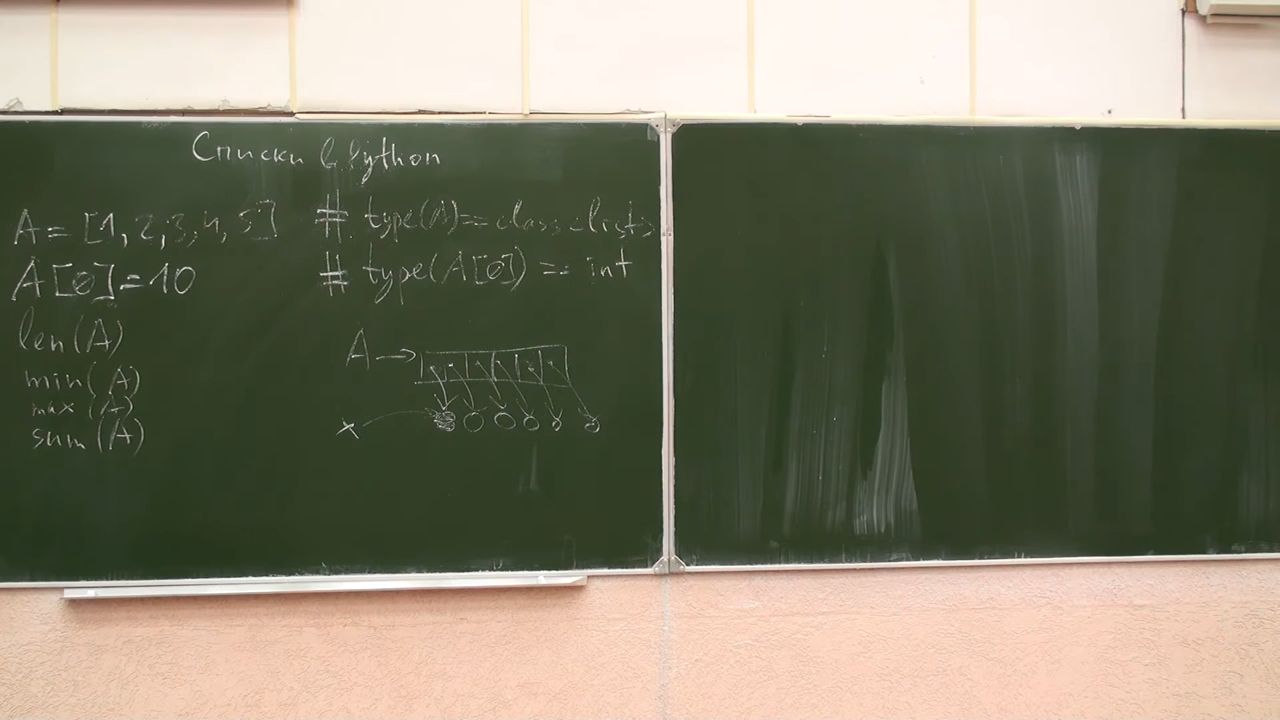 Списки в Python
A = [1, 2, 3, 4, 5] # type(A) = class <list>
A[0] = 10 # type(A[0]) == int
len(A)
min(A)
max(A)
sum(A)
A →
x